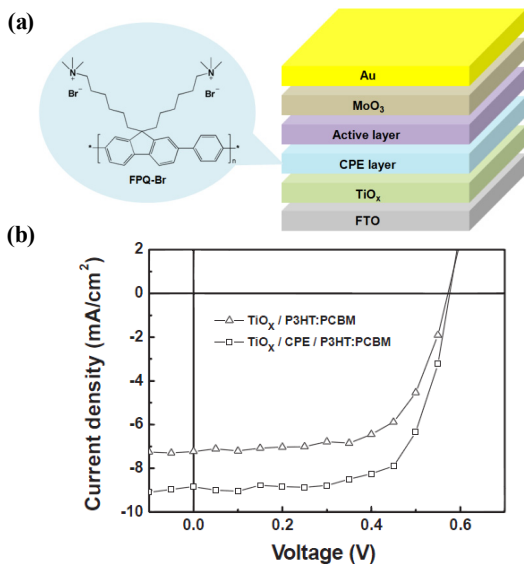 (a)
N
+
Br⁻
N
+
Br⁻
*
*
n
FPQ-Br
Au
MoO₃
Active layer
CPE layer
TiOₓ
FTO
(b)
Current density (mA/cm²)
2
0
-2
-4
-6
-8
-10
TiOₓ / P3HT:PCBM
TiOₓ / CPE / P3HT:PCBM
0.0
0.2
0.4
0.6
Voltage (V)